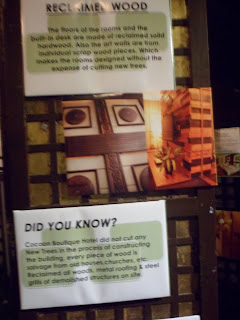 RECLAIMED WOOD
The floors of the rooms and the
built-in desk are made of reclaimed solid
hardwood. Also the art walls are from
individual scrap wood pieces. Which
makes the rooms designed without the
expense of cutting new trees.
DID YOU KNOW?
Cocoon Boutique Hotel did not cut any
New Trees in the process of constructing
the building, every piece of wood is
salvage from old houses,churches, etc.
Reclaimed all woods, metal roofing & steel
grills of demolished structures on site.